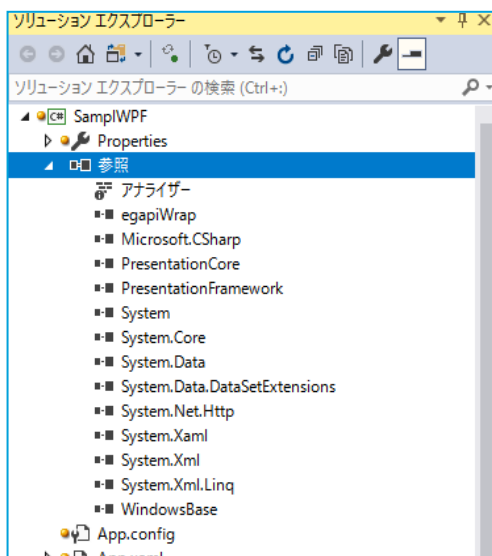 ソリューション エクスプローラー
ソリューション エクスプローラー の検索 (Ctrl+:)
C# SamplWPF
Properties
参照
アナライザー
egapiWrap
Microsoft.CSharp
PresentationCore
PresentationFramework
System
System.Core
System.Data
System.Data.DataSetExtensions
System.Net.Http
System.Xaml
System.Xml
System.Xml.Linq
WindowsBase
App.config